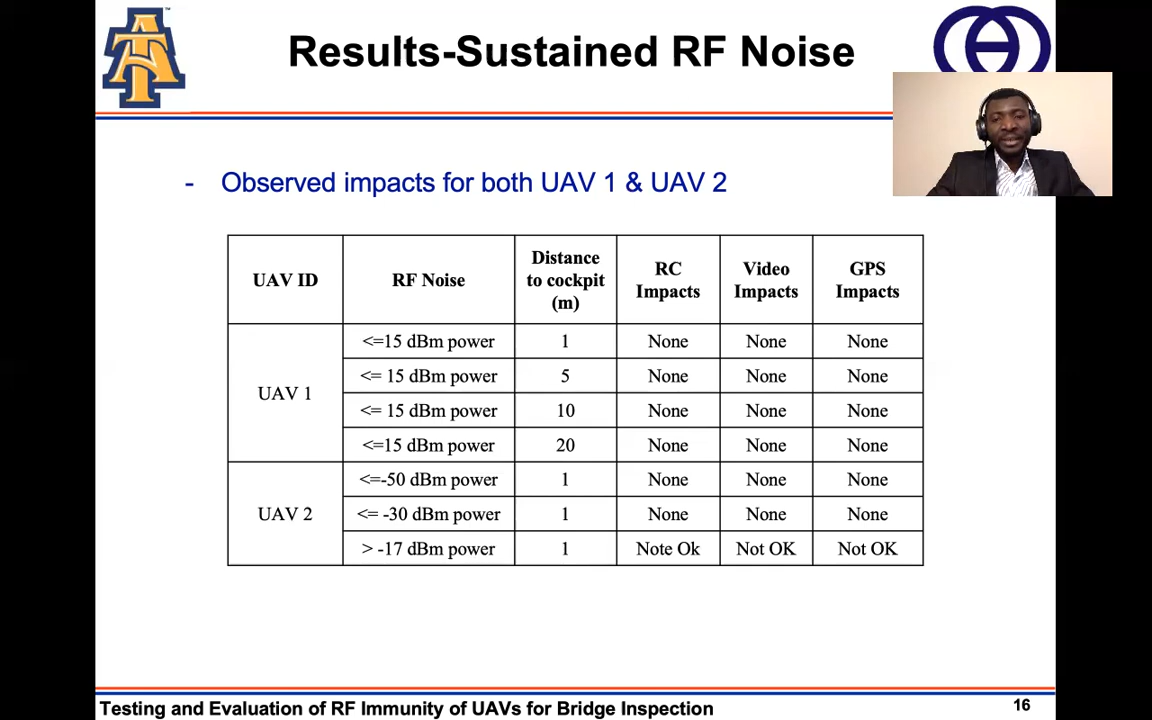 Results-Sustained RF Noise
- Observed impacts for both UAV 1 & UAV 2
UAV ID RF Noise Distance to cockpit (m) RC Impacts Video Impacts GPS Impacts
UAV 1
<=15 dBm power 1 None None None
<= 15 dBm power 5 None None None
<= 15 dBm power 10 None None None
<=15 dBm power 20 None None None
UAV 2
<=-50 dBm power 1 None None None
<= -30 dBm power 1 None None None
> -17 dBm power 1 Note Ok Not OK Not OK
Testing and Evaluation of RF Immunity of UAVs for Bridge Inspection
16